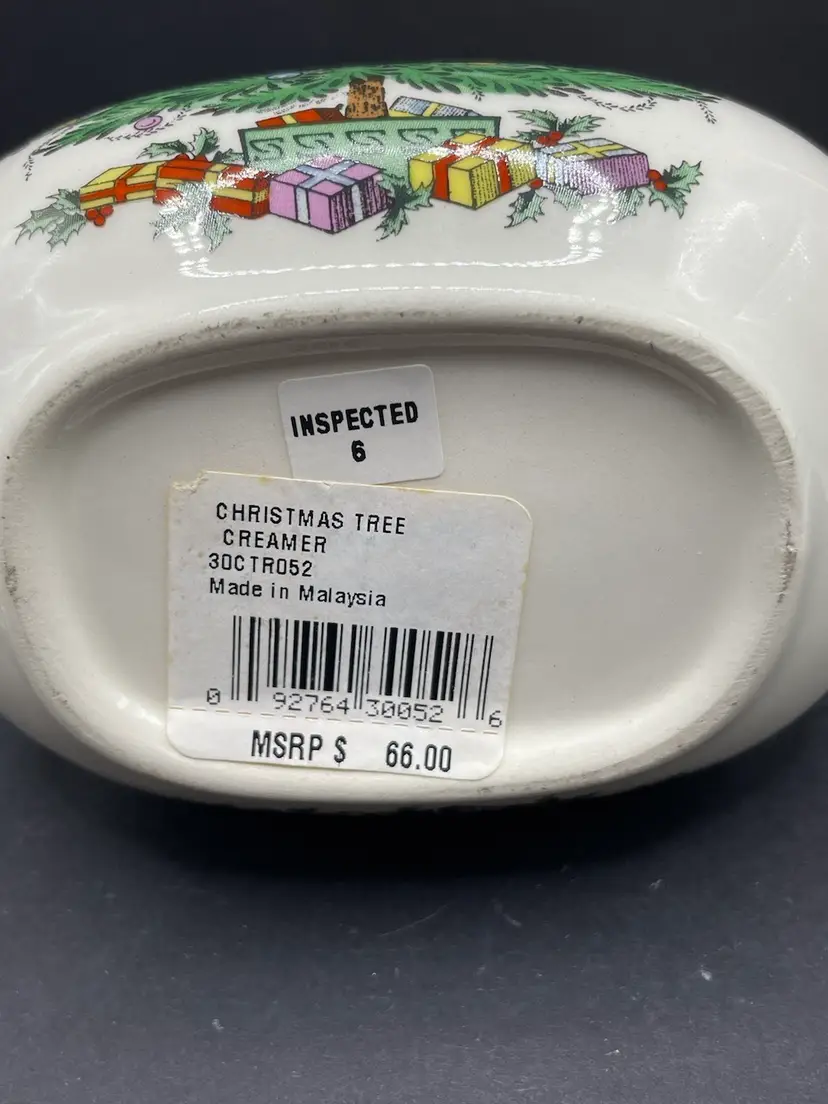 INSPECTED
6
CHRISTMAS TREE
CREAMER
30CTR052
Made in Malaysia
0 92764 30052 6
MSRP $ 66.00